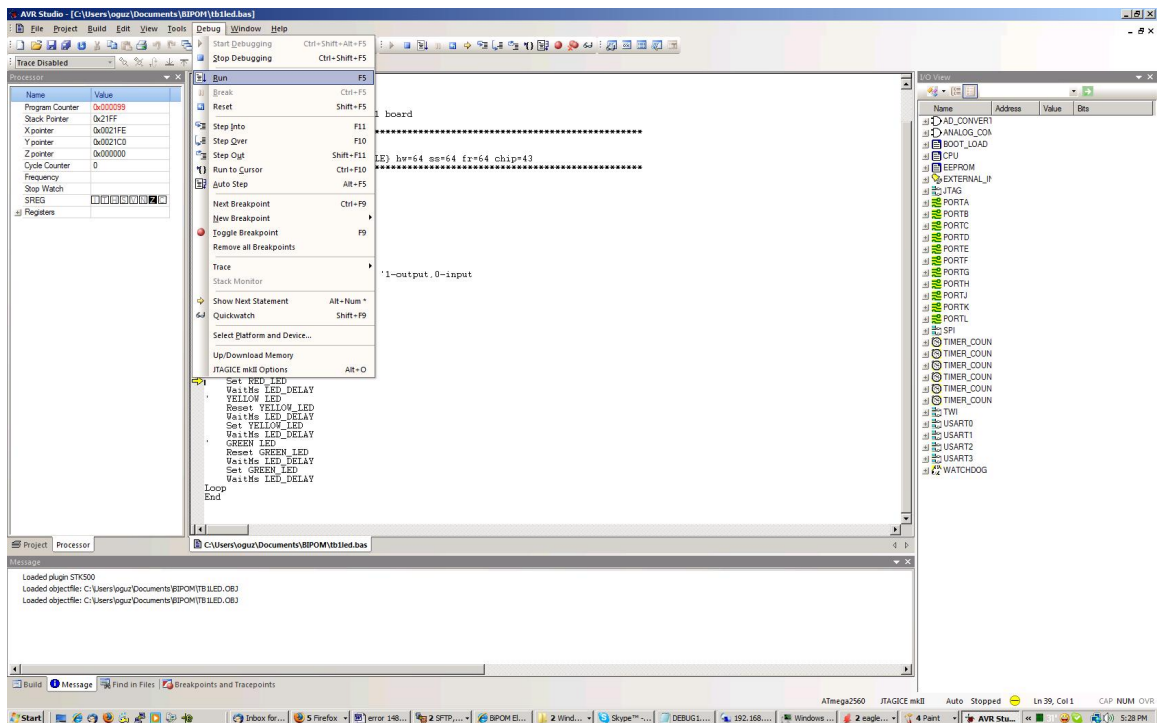 AVR Studio - [C:\Users\oguz\Documents\BIPOM\tb1led.bas]
File Project Build Edit View Tools Debug Window Help
Trace Disabled
Processor
Name Value
Program Counter 0x000099
Stack Pointer 0x21FF
X pointer 0x0021FE
Y pointer 0x0021C0
Z pointer 0x000000
Cycle Counter 0
Frequency
Stop Watch
SREG I T H S V N Z C
Registers
Project Processor
Start Debugging Ctrl+Shift+Alt+F5
Stop Debugging Ctrl+Shift+F5
Run F5
Break Ctrl+F5
Reset Shift+F5
Step Into F11
Step Over F10
Step Out Shift+F11
Run to Cursor Ctrl+F10
Auto Step Alt+F5
Next Breakpoint Ctrl+F9
New Breakpoint
Toggle Breakpoint F9
Remove all Breakpoints
Trace
Stack Monitor
Show Next Statement Alt+Num *
Quickwatch Shift+F9
Select Platform and Device...
Up/Download Memory
JTAGICE mkII Options Alt+O
l board
LE} hw=64 ss=64 fr=64 chip=43
'1-output,0-input
Set RED_LED
WaitMs LED_DELAY
' YELLOW LED
Reset YELLOW_LED
WaitMs LED_DELAY
Set YELLOW_LED
WaitMs LED_DELAY
' GREEN LED
Reset GREEN_LED
WaitMs LED_DELAY
Set GREEN_LED
WaitMs LED_DELAY
Loop
End
C:\Users\oguz\Documents\BIPOM\tb1led.bas
I/O View
Name Address Value Bits
AD_CONVERT
ANALOG_COM
BOOT_LOAD
CPU
EEPROM
EXTERNAL_IN
JTAG
PORTA
PORTB
PORTC
PORTD
PORTE
PORTF
PORTG
PORTH
PORTJ
PORTK
PORTL
SPI
TIMER_COUN
TIMER_COUN
TIMER_COUN
TIMER_COUN
TIMER_COUN
TIMER_COUN
TWI
USART0
USART1
USART2
USART3
WATCHDOG
Message
Loaded plugin STK500
Loaded objectfile: C:\Users\oguz\Documents\BIPOM\TB1LED.OBJ
Loaded objectfile: C:\Users\oguz\Documents\BIPOM\TB1LED.OBJ
Build Message Find in Files Breakpoints and Tracepoints
ATmega2560 JTAGICE mkII Auto Stopped Ln 39, Col 1 CAP NUM OVR
Start Inbox for... 5 Firefox error 148... 2 SFTP,... BIPOM El... 2 Wind... Skype™ -... DEBUG1.... 192.168.... Windows ... 2 eagle... 4 Paint AVR Stu... 5:28 PM